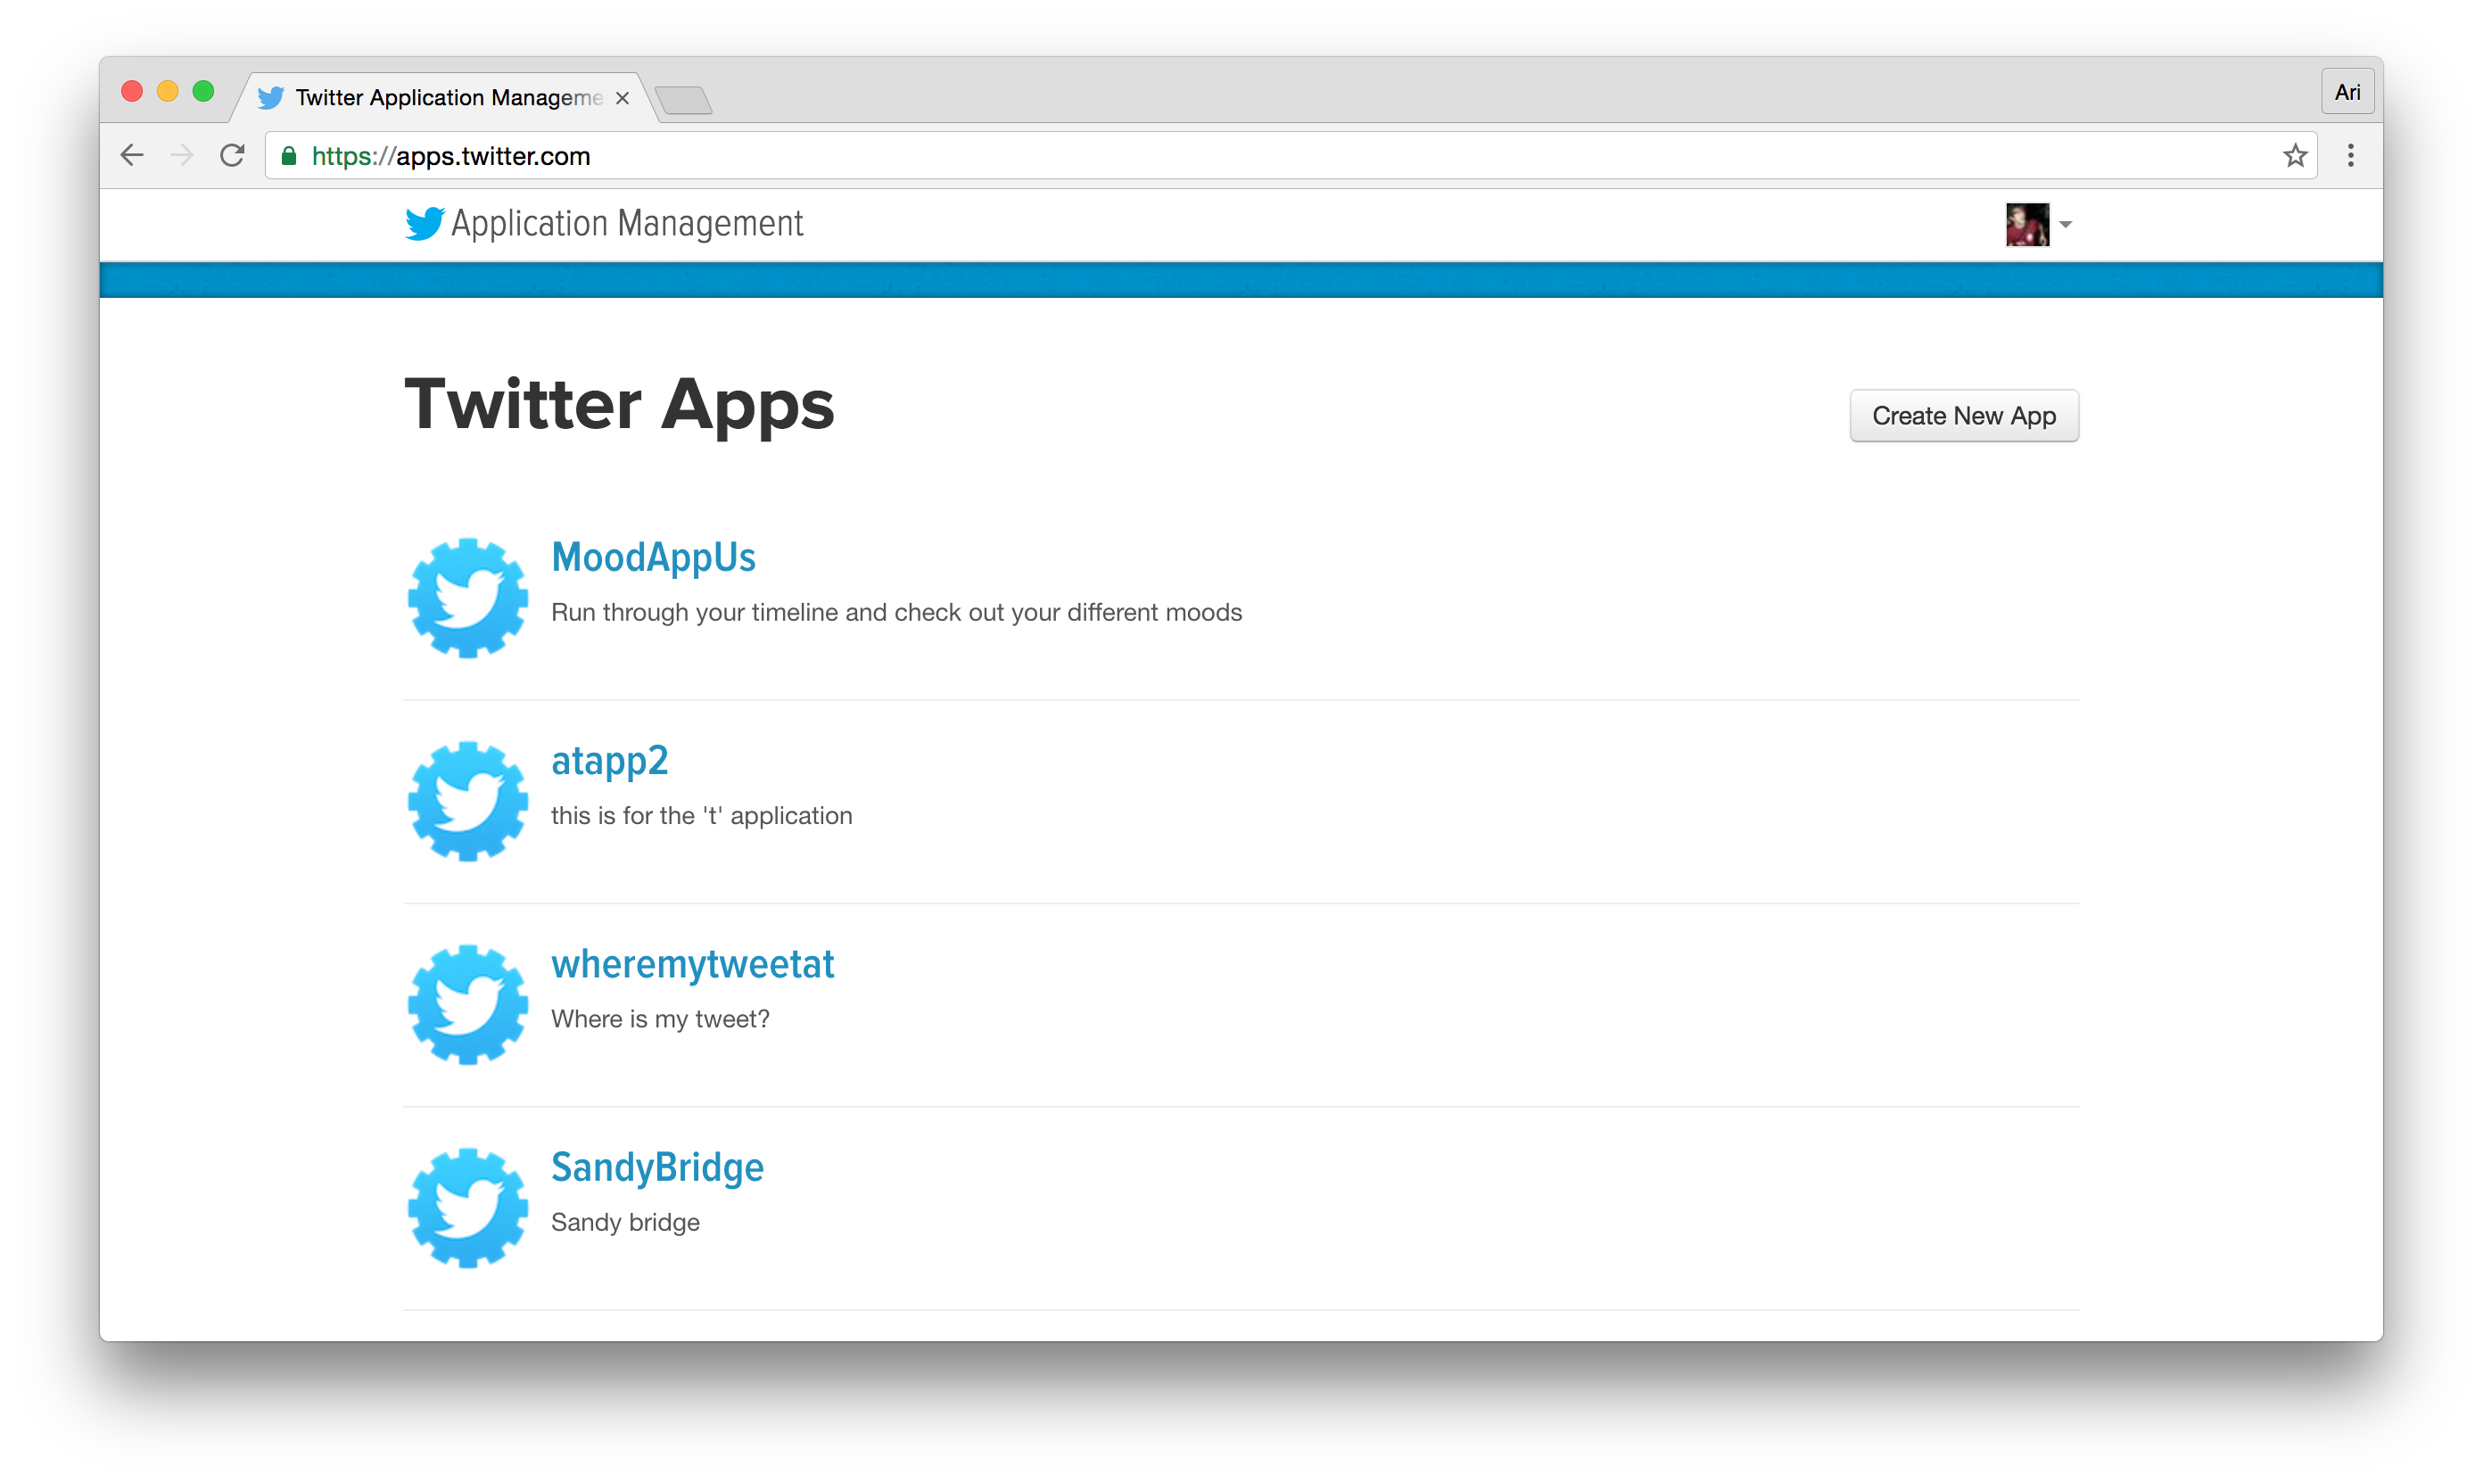 Twitter Application Manageme
Ari
https://apps.twitter.com
Application Management
Twitter Apps
Create New App
MoodAppUs
Run through your timeline and check out your different moods
atapp2
this is for the 't' application
wheremytweetat
Where is my tweet?
SandyBridge
Sandy bridge